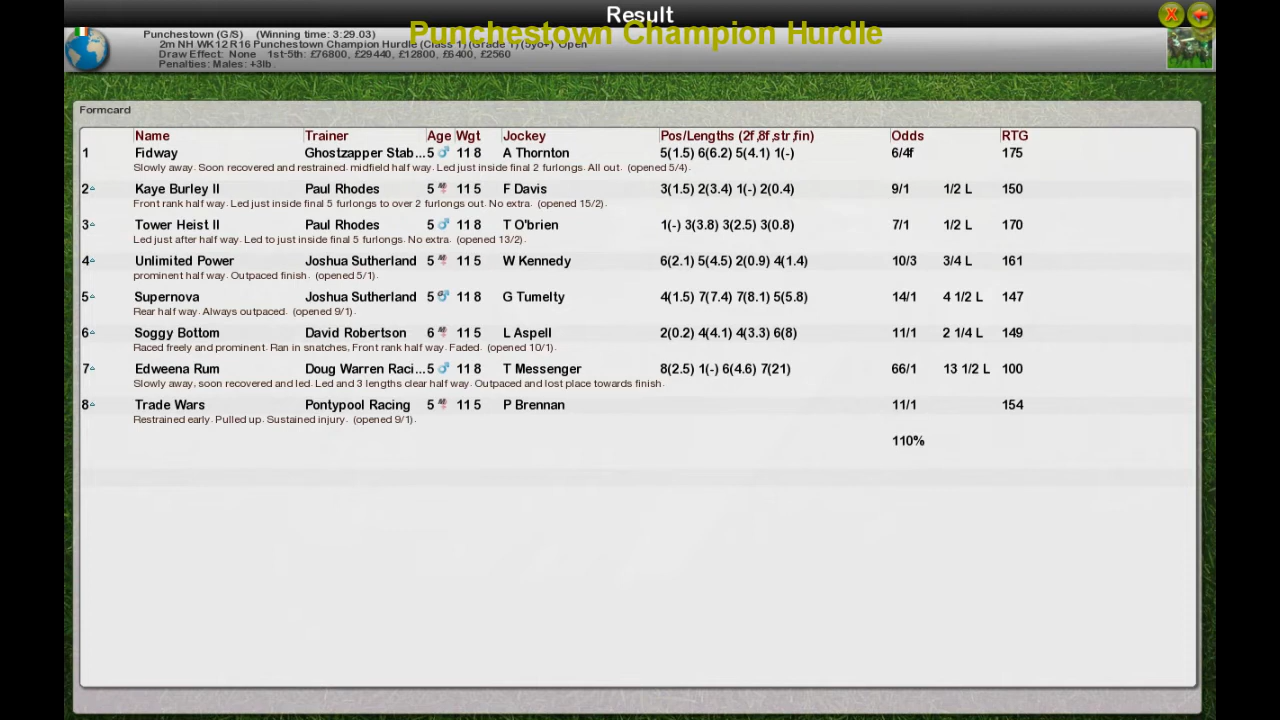 Result
Punchestown Champion Hurdle
Punchestown (G/S) (Winning time: 3:29.03)
2m NH WK12 R16 Punchestown Champion Hurdle (Class 1) (Grade 1) (5yo+) Open
Draw Effect: None 1st-5th: £76800, £29440, £12800, £6400, £2560
Penalties: Males: +3lb
Formcard
Name Trainer Age Wgt Jockey Pos/Lengths (2f,8f,str,fin) Odds RTG
1 Fidway Ghostzapper Stab... 5 11 8 A Thornton 5(1.5) 6(6.2) 5(4.1) 1(-) 6/4f 175
Slowly away. Soon recovered and restrained. midfield half way. Led just inside final 2 furlongs. All out. (opened 5/4).
2 Kaye Burley II Paul Rhodes 5 11 5 F Davis 3(1.5) 2(3.4) 1(-) 2(0.4) 9/1 1/2 L 150
Front rank half way. Led just inside final 5 furlongs to over 2 furlongs out. No extra. (opened 15/2).
3 Tower Heist II Paul Rhodes 5 11 8 T O'brien 1(-) 3(3.8) 3(2.5) 3(0.8) 7/1 1/2 L 170
Led just after half way. Led to just inside final 5 furlongs. No extra. (opened 13/2).
4 Unlimited Power Joshua Sutherland 5 11 5 W Kennedy 6(2.1) 5(4.5) 2(0.9) 4(1.4) 10/3 3/4 L 161
prominent half way. Outpaced finish. (opened 5/1).
5 Supernova Joshua Sutherland 5 11 8 G Tumelty 4(1.5) 7(7.4) 7(8.1) 5(5.8) 14/1 4 1/2 L 147
Rear half way. Always outpaced. (opened 9/1).
6 Soggy Bottom David Robertson 6 11 5 L Aspell 2(0.2) 4(4.1) 4(3.3) 6(8) 11/1 2 1/4 L 149
Raced freely and prominent. Ran in snatches, Front rank half way. Faded. (opened 10/1).
7 Edweena Rum Doug Warren Raci... 5 11 8 T Messenger 8(2.5) 1(-) 6(4.6) 7(21) 66/1 13 1/2 L 100
Slowly away, soon recovered and led. Led and 3 lengths clear half way. Outpaced and lost place towards finish.
8 Trade Wars Pontypool Racing 5 11 5 P Brennan 11/1 154
Restrained early. Pulled up. Sustained injury. (opened 9/1).
110%